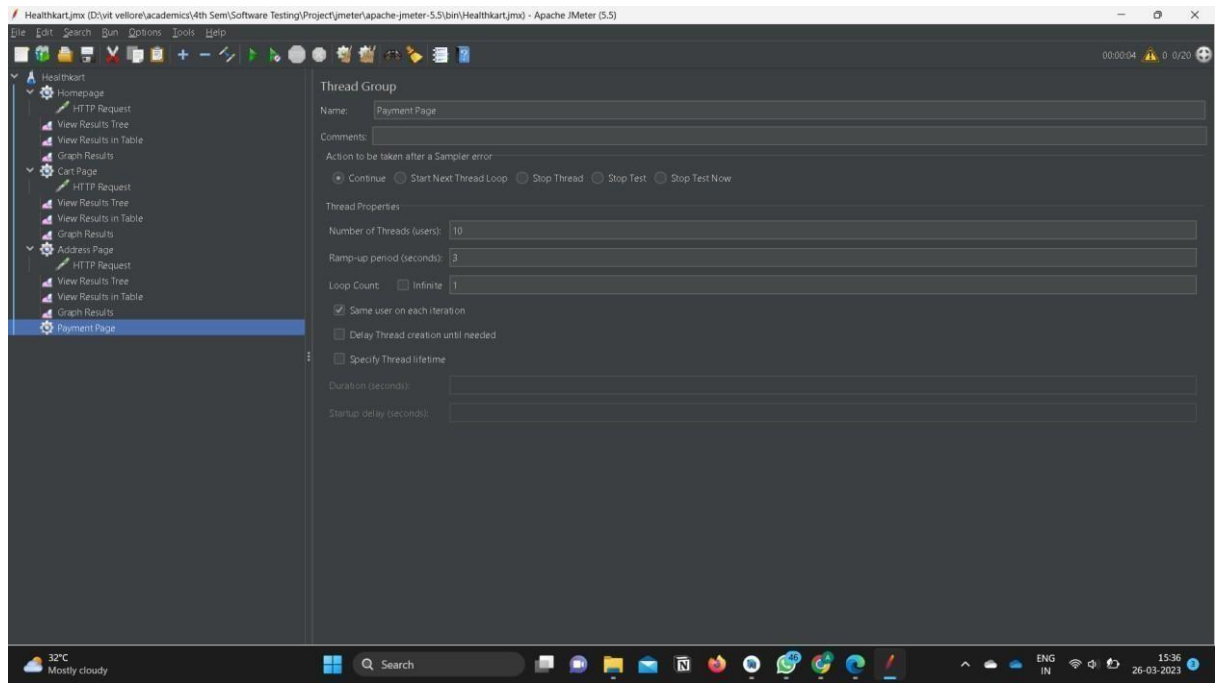 Healthkart.jmx (D:\vit vellore\academics\4th Sem\Software Testing\Project\jmeter\apache-jmeter-5.5\bin\Healthkart.jmx) - Apache JMeter (5.5)
File Edit Search Run Options Tools Help
00:00:04 0 0/20
Healthkart
Homepage
HTTP Request
View Results Tree
View Results in Table
Graph Results
Cart Page
HTTP Request
View Results Tree
View Results in Table
Graph Results
Address Page
HTTP Request
View Results Tree
View Results in Table
Graph Results
Payment Page
Thread Group
Name: Payment Page
Comments:
Action to be taken after a Sampler error
Continue Start Next Thread Loop Stop Thread Stop Test Stop Test Now
Thread Properties
Number of Threads (users): 10
Ramp-up period (seconds): 3
Loop Count: Infinite 1
Same user on each iteration
Delay Thread creation until needed
Specify Thread lifetime
Duration (seconds):
Startup delay (seconds):
32°C
Mostly cloudy
Search
46
ENG
IN
15:36
26-03-2023
3